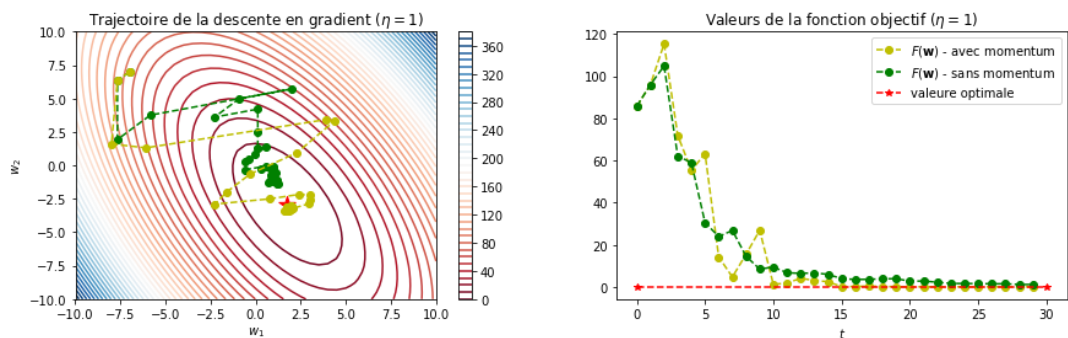 Trajectoire de la descente en gradient (η = 1)
10.0
7.5
5.0
2.5
0.0
−2.5
−5.0
−7.5
−10.0
w₂
−10.0 −7.5 −5.0 −2.5 0.0 2.5 5.0 7.5 10.0
w₁
360
320
280
240
200
160
120
80
40
0
Valeurs de la fonction objectif (η = 1)
120
100
80
60
40
20
0
F(w) - avec momentum
F(w) - sans momentum
valeure optimale
0 5 10 15 20 25 30
t